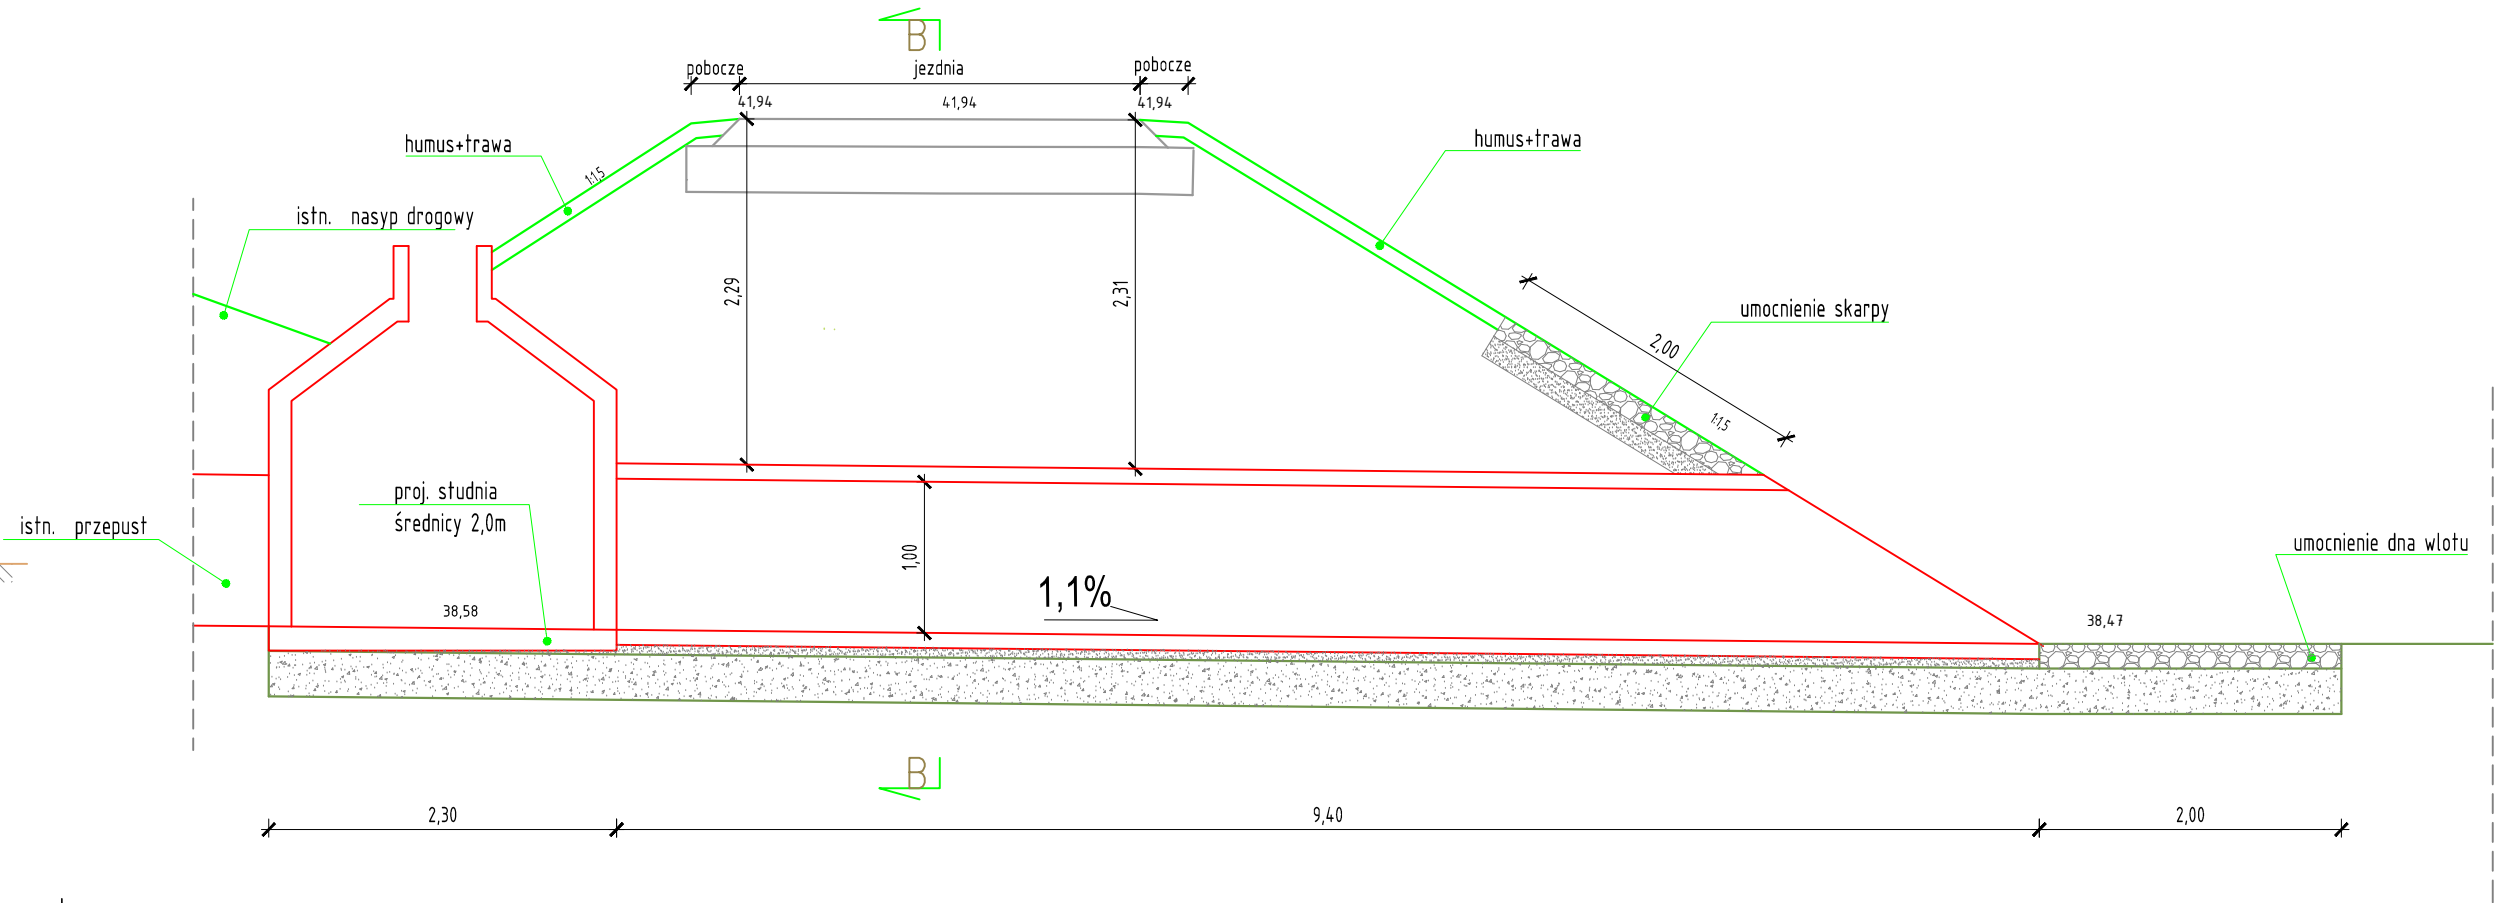 B
pobocze
jezdnia
pobocze
41,94
41,94
41,94
humus+trawa
humus+trawa
1:1,5
istn. nasyp drogowy
2,29
2,31
umocnienie skarpy
2,00
1:1,5
proj. studnia
średnicy 2,0m
istn. przepust
umocnienie dna wlotu
1,00
1,1%
38,58
38,47
B
2,30
9,40
2,00